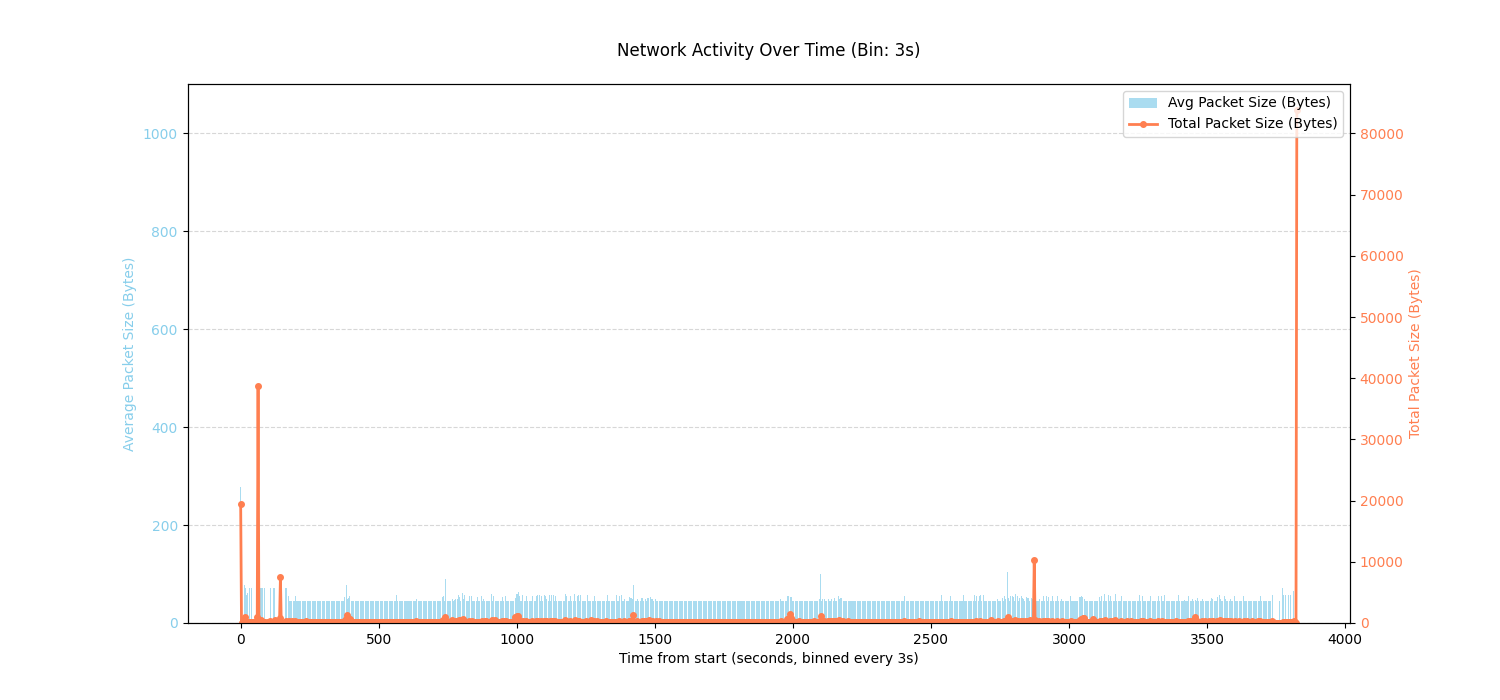 Network Activity Over Time (Bin: 3s)
Avg Packet Size (Bytes)
Total Packet Size (Bytes)
1000
800
600
400
200
0
Average Packet Size (Bytes)
80000
70000
60000
50000
40000
30000
20000
10000
0
Total Packet Size (Bytes)
0 500 1000 1500 2000 2500 3000 3500 4000
Time from start (seconds, binned every 3s)